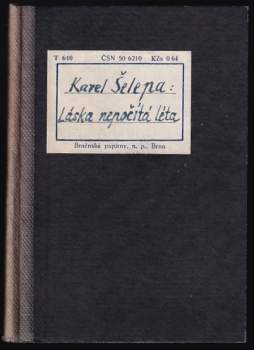 T 640 ČSN 50 6210 Kčs 0·64
Karel Šelepa:
Láska nepočítá léta
Brněnské papírny, n. p., Brno